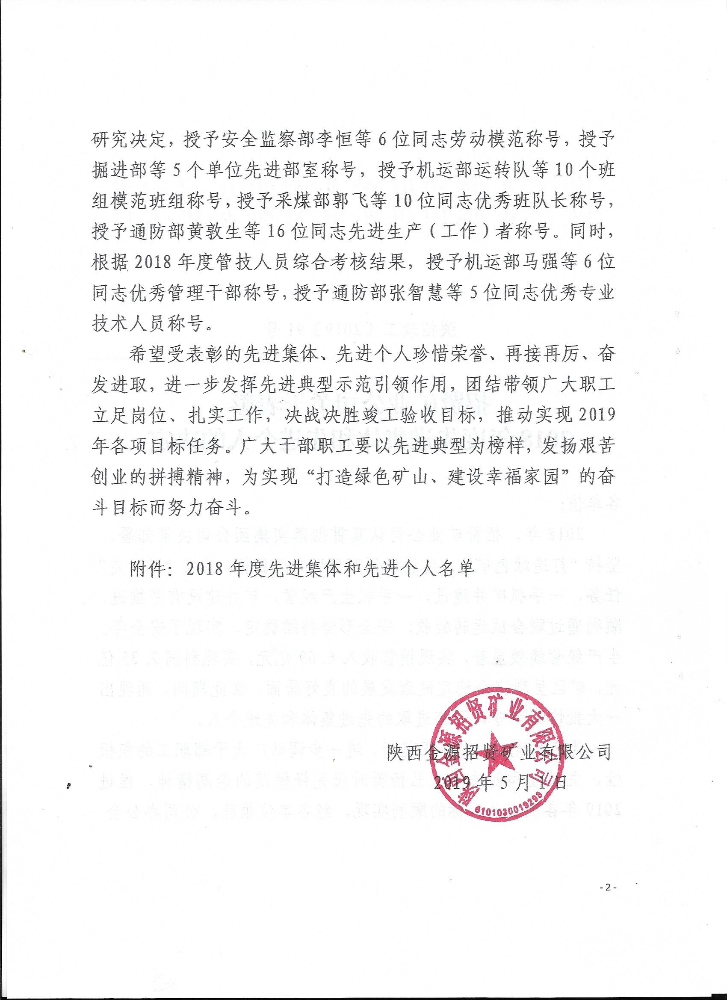 研究决定，授予安全监察部李恒等 6 位同志劳动模范称号，授予
掘进部等 5 个单位先进部室称号，授予机运部运转队等 10 个班
组模范班组称号，授予采煤部郭飞等 10 位同志优秀班队长称号，
授予通防部黄敦生等 16 位同志先进生产（工作）者称号。同时，
根据 2018 年度管技人员综合考核结果，授予机运部马强等 6 位
同志优秀管理干部称号，授予通防部张智慧等 5 位同志优秀专业
技术人员称号。
希望受表彰的先进集体、先进个人珍惜荣誉、再接再厉、奋
发进取，进一步发挥先进典型示范引领作用，团结带领广大职工
立足岗位、扎实工作，决战决胜竣工验收目标，推动实现 2019
年各项目标任务。广大干部职工要以先进典型为榜样，发扬艰苦
创业的拼搏精神，为实现“打造绿色矿山、建设幸福家园”的奋
斗目标而努力奋斗。
附件：2018 年度先进集体和先进个人名单
陕西金源招贤矿业有限公司
2019 年 5 月 1 日
陕西金源招贤矿业有限公司
6101030019298
-2-